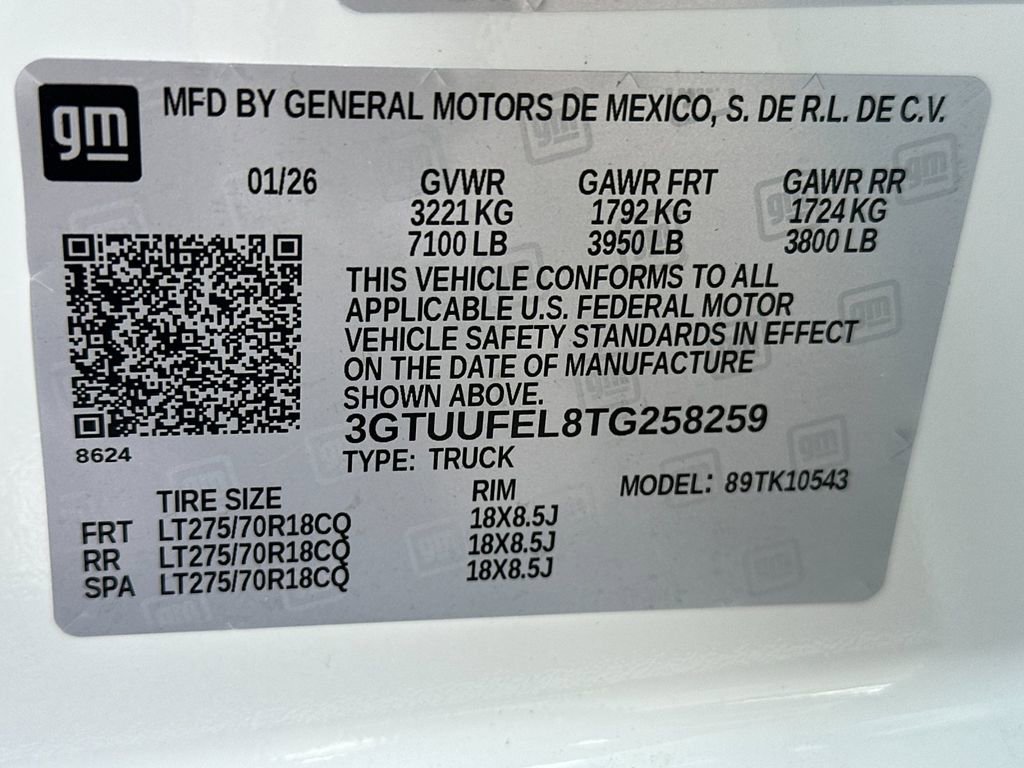 gm
MFD BY GENERAL MOTORS DE MEXICO, S. DE R.L. DE C.V.
01/26 GVWR GAWR FRT GAWR RR
3221 KG 1792 KG 1724 KG
7100 LB 3950 LB 3800 LB
THIS VEHICLE CONFORMS TO ALL
APPLICABLE U.S. FEDERAL MOTOR
VEHICLE SAFETY STANDARDS IN EFFECT
ON THE DATE OF MANUFACTURE
SHOWN ABOVE.
3GTUUFEL8TG258259
8624
TYPE: TRUCK
TIRE SIZE RIM MODEL: 89TK10543
FRT LT275/70R18CQ 18X8.5J
RR LT275/70R18CQ 18X8.5J
SPA LT275/70R18CQ 18X8.5J